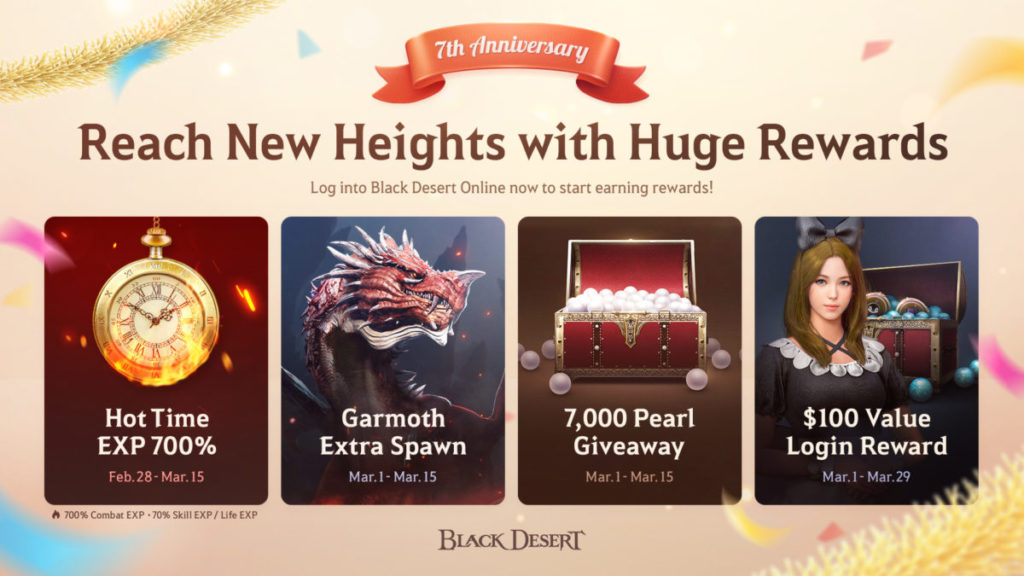 7th Anniversary
Reach New Heights with Huge Rewards
Log into Black Desert Online now to start earning rewards!
Hot Time
EXP 700%
Feb. 28 - Mar. 15
Garmoth
Extra Spawn
Mar. 1 - Mar. 15
7,000 Pearl
Giveaway
Mar. 1 - Mar. 15
$100 Value
Login Reward
Mar. 1 - Mar. 29
700% Combat EXP · 70% Skill EXP / Life EXP
BLACK DESERT